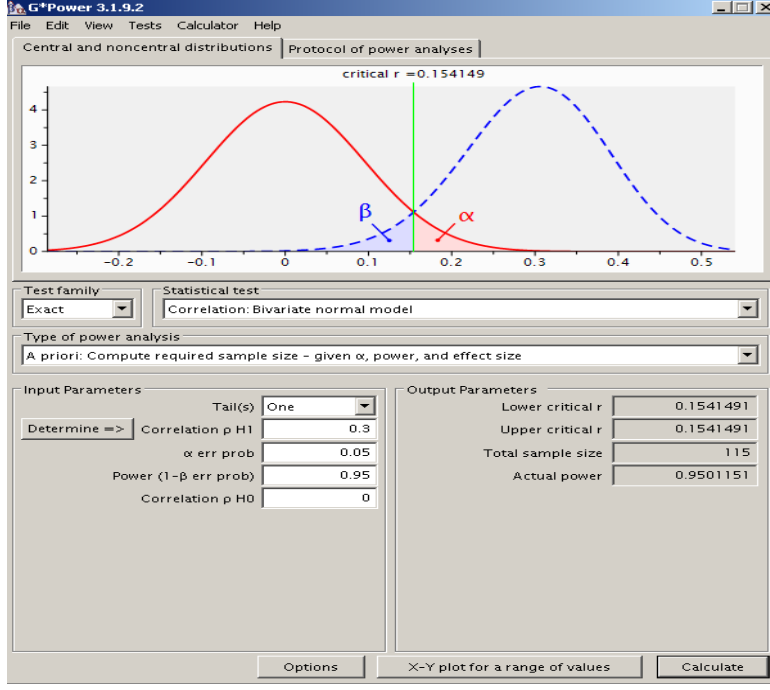 G*Power 3.1.9.2
File Edit View Tests Calculator Help
Central and noncentral distributions Protocol of power analyses
critical r =0.154149
4
3
2
1
0
β α
-0.2 -0.1 0 0.1 0.2 0.3 0.4 0.5
Test family Statistical test
Exact Correlation: Bivariate normal model
Type of power analysis
A priori: Compute required sample size - given α, power, and effect size
Input Parameters Output Parameters
Tail(s) One Lower critical r 0.1541491
Determine => Correlation ρ H1 0.3 Upper critical r 0.1541491
α err prob 0.05 Total sample size 115
Power (1-β err prob) 0.95 Actual power 0.9501151
Correlation ρ H0 0
Options X-Y plot for a range of values Calculate